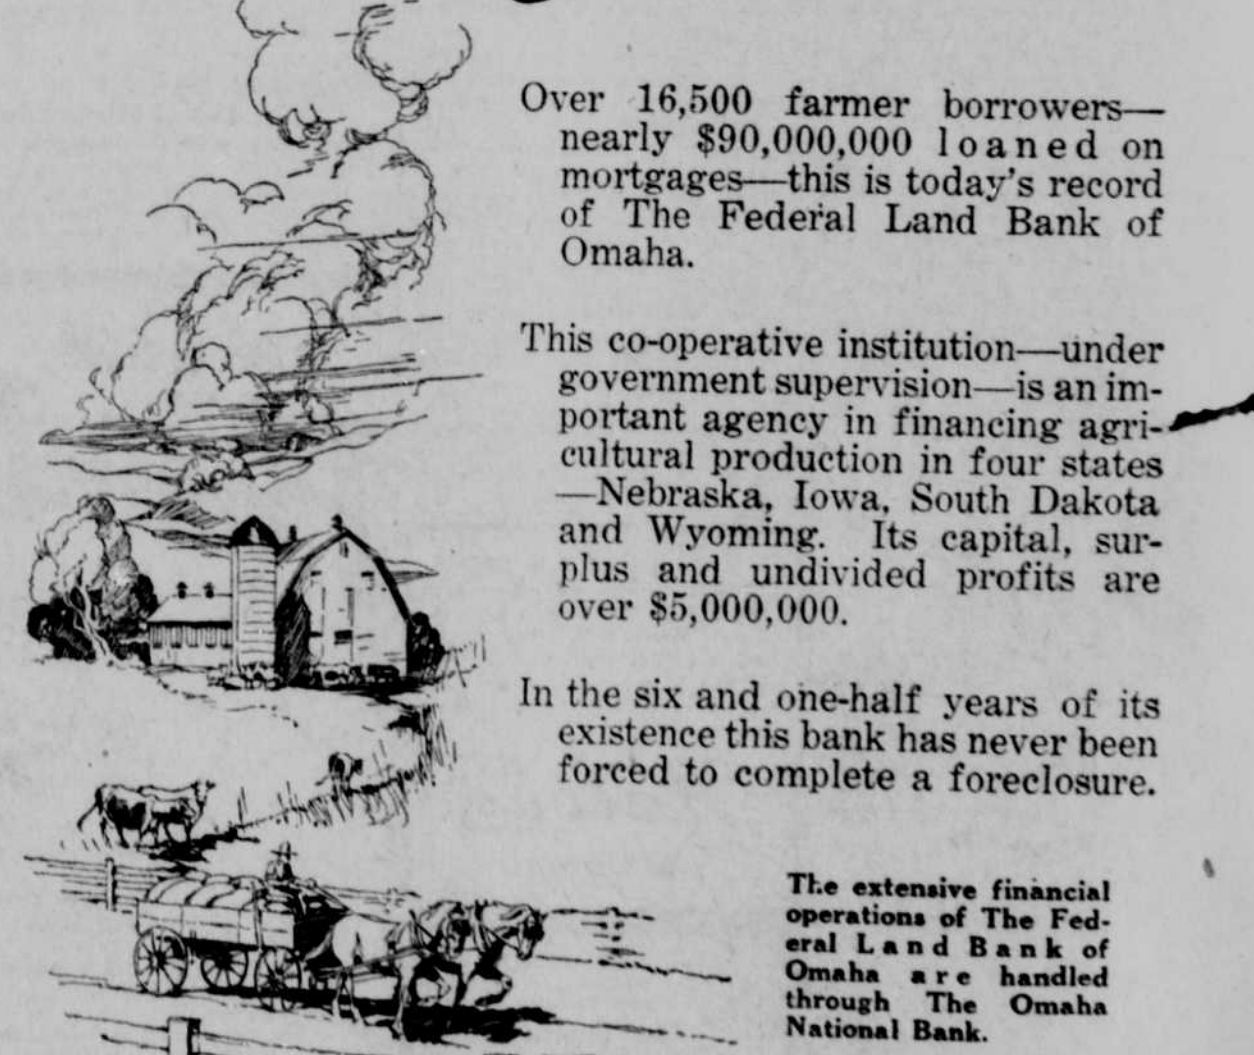 Over 16,500 farmer borrowers—
nearly $90,000,000 loaned on
mortgages—this is today's record
of The Federal Land Bank of
Omaha.
This co-operative institution—under
government supervision—is an im-
portant agency in financing agri-
cultural production in four states
—Nebraska, Iowa, South Dakota
and Wyoming. Its capital, sur-
plus and undivided profits are
over $5,000,000.
In the six and one-half years of its
existence this bank has never been
forced to complete a foreclosure.
The extensive financial
operations of The Fed-
eral Land Bank of
Omaha are handled
through The Omaha
National Bank.